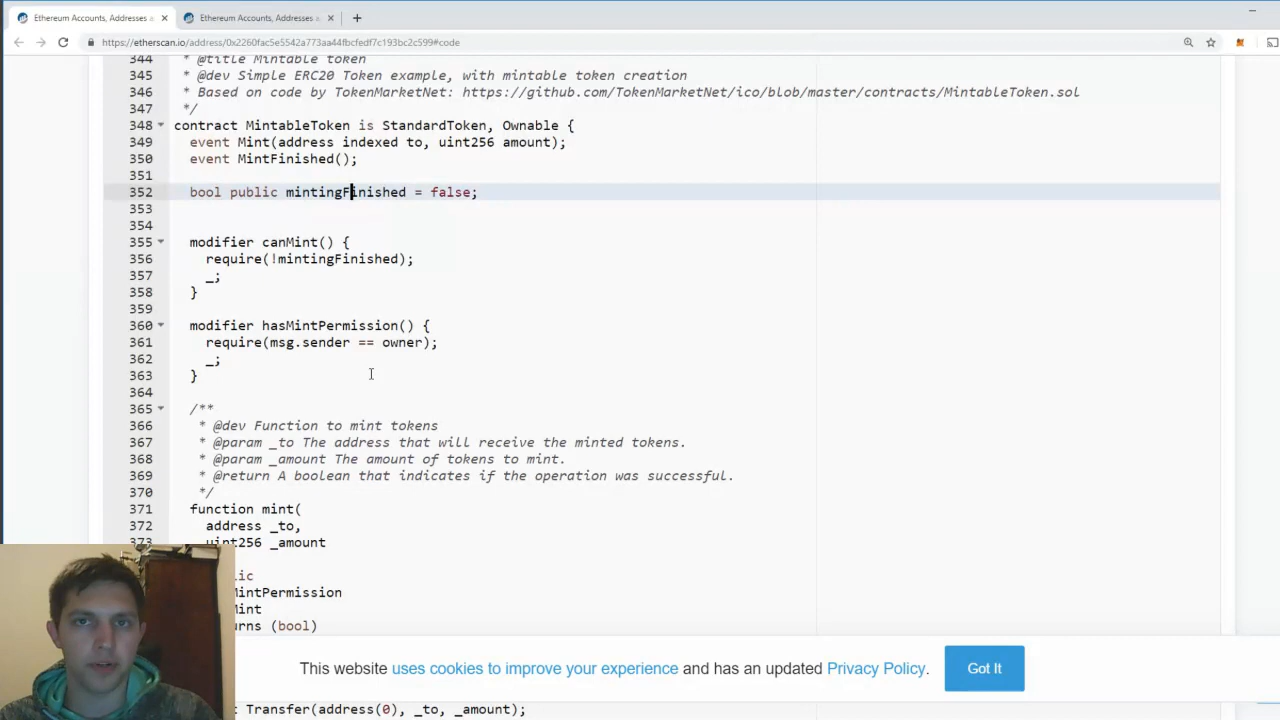 Ethereum Accounts, Addresses a
Ethereum Accounts, Addresses a
https://etherscan.io/address/0x2260fac5e5542a773aa44fbcfedf7c193bc2c599#code
344 * @title Mintable token
345 * @dev Simple ERC20 Token example, with mintable token creation
346 * Based on code by TokenMarketNet: https://github.com/TokenMarketNet/ico/blob/master/contracts/MintableToken.sol
347 */
348 contract MintableToken is StandardToken, Ownable {
349 event Mint(address indexed to, uint256 amount);
350 event MintFinished();
351
352 bool public mintingFinished = false;
353
354
355 modifier canMint() {
356 require(!mintingFinished);
357 _;
358 }
359
360 modifier hasMintPermission() {
361 require(msg.sender == owner);
362 _;
363 }
364
365 /**
366 * @dev Function to mint tokens
367 * @param _to The address that will receive the minted tokens.
368 * @param _amount The amount of tokens to mint.
369 * @return A boolean that indicates if the operation was successful.
370 */
371 function mint(
372 address _to,
373 uint256 _amount
lic
MintPermission
Mint
urns (bool)
This website uses cookies to improve your experience and has an updated Privacy Policy.
Got It
t Transfer(address(0), _to, _amount);